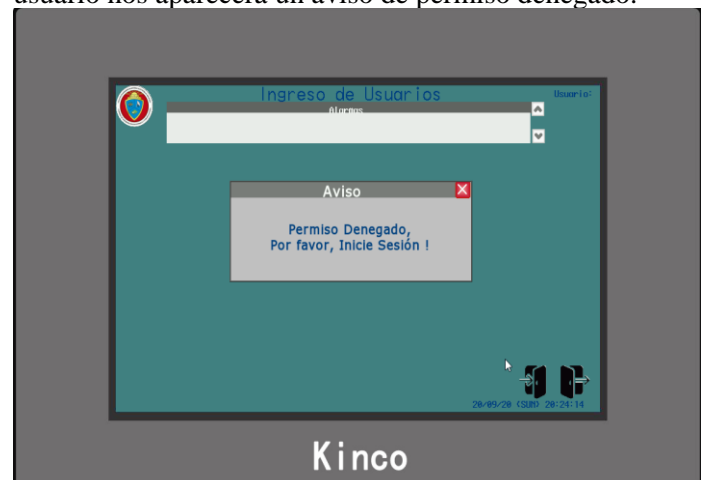 usuario nos aparecerá un aviso de permiso denegado.
Ingreso de Usuarios
Usuario:
Alarmas
Aviso
Permiso Denegado,
Por favor, Inicie Sesión !
20/09/20 (SUN) 20:24:14
Kinco